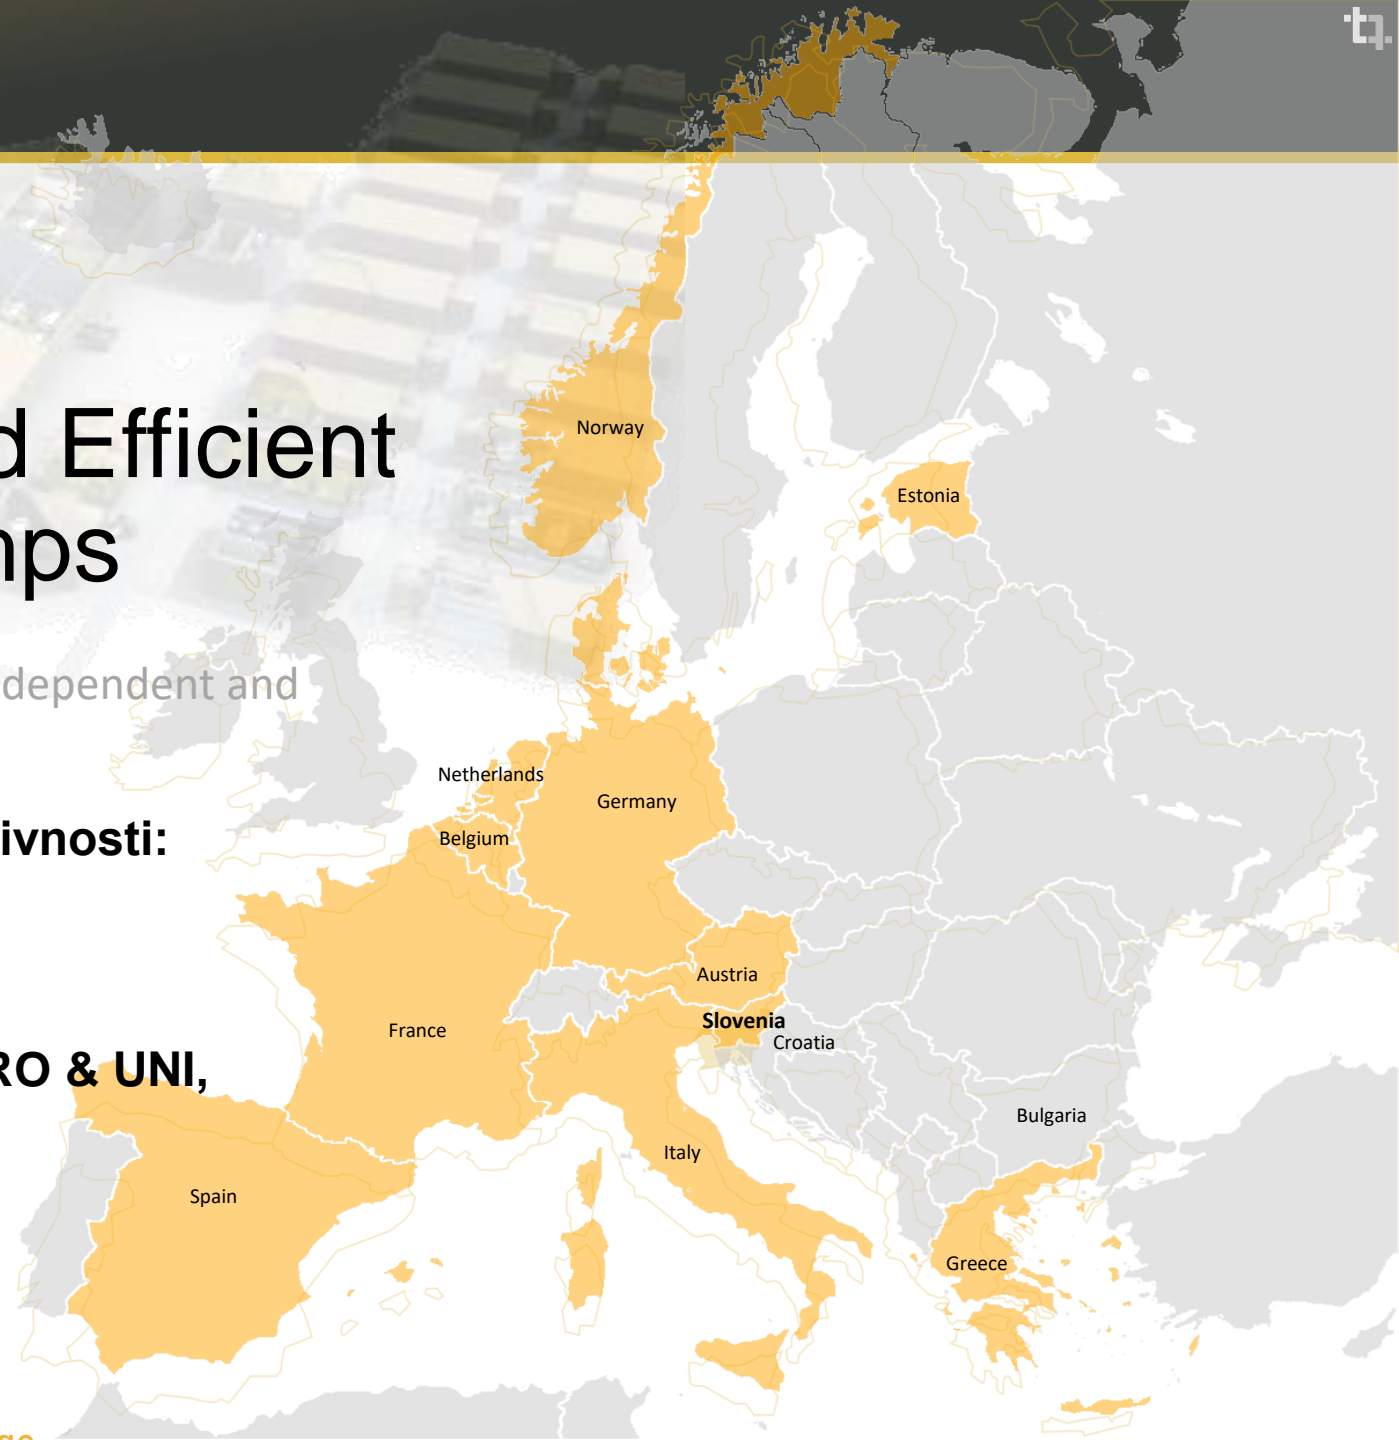 d Efficient
nps
dependent and
ivnosti:
RO & UNI,
Norway
Estonia
Netherlands
Germany
Belgium
Austria
Slovenia
Croatia
France
Bulgaria
Italy
Spain
Greece